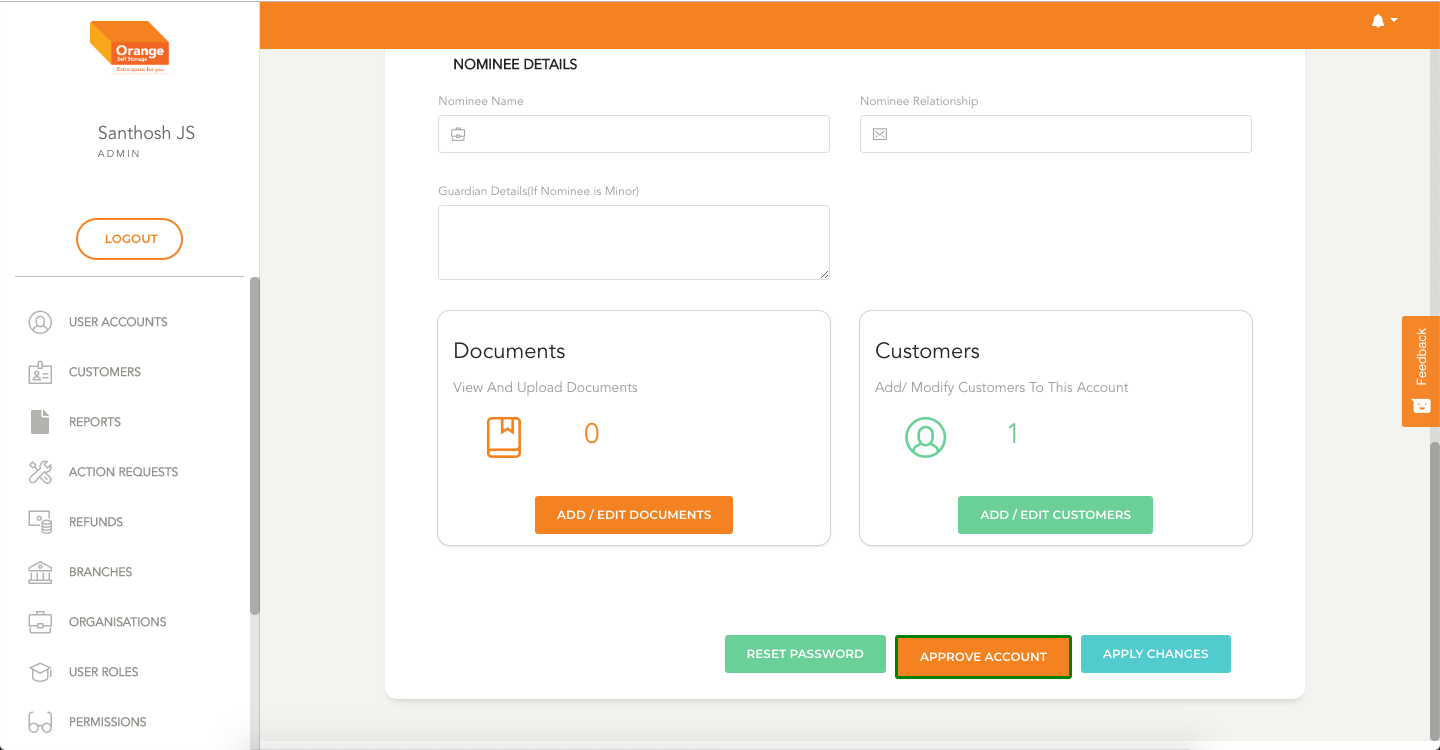 Orange
Self Storage
Extra space for you
Santhosh JS
ADMIN
LOGOUT
USER ACCOUNTS
CUSTOMERS
REPORTS
ACTION REQUESTS
REFUNDS
BRANCHES
ORGANISATIONS
USER ROLES
PERMISSIONS
NOMINEE DETAILS
Nominee Name
Nominee Relationship
Guardian Details(If Nominee is Minor)
Documents
View And Upload Documents
0
ADD / EDIT DOCUMENTS
Customers
Add/ Modify Customers To This Account
1
ADD / EDIT CUSTOMERS
RESET PASSWORD
APPROVE ACCOUNT
APPLY CHANGES
Feedback